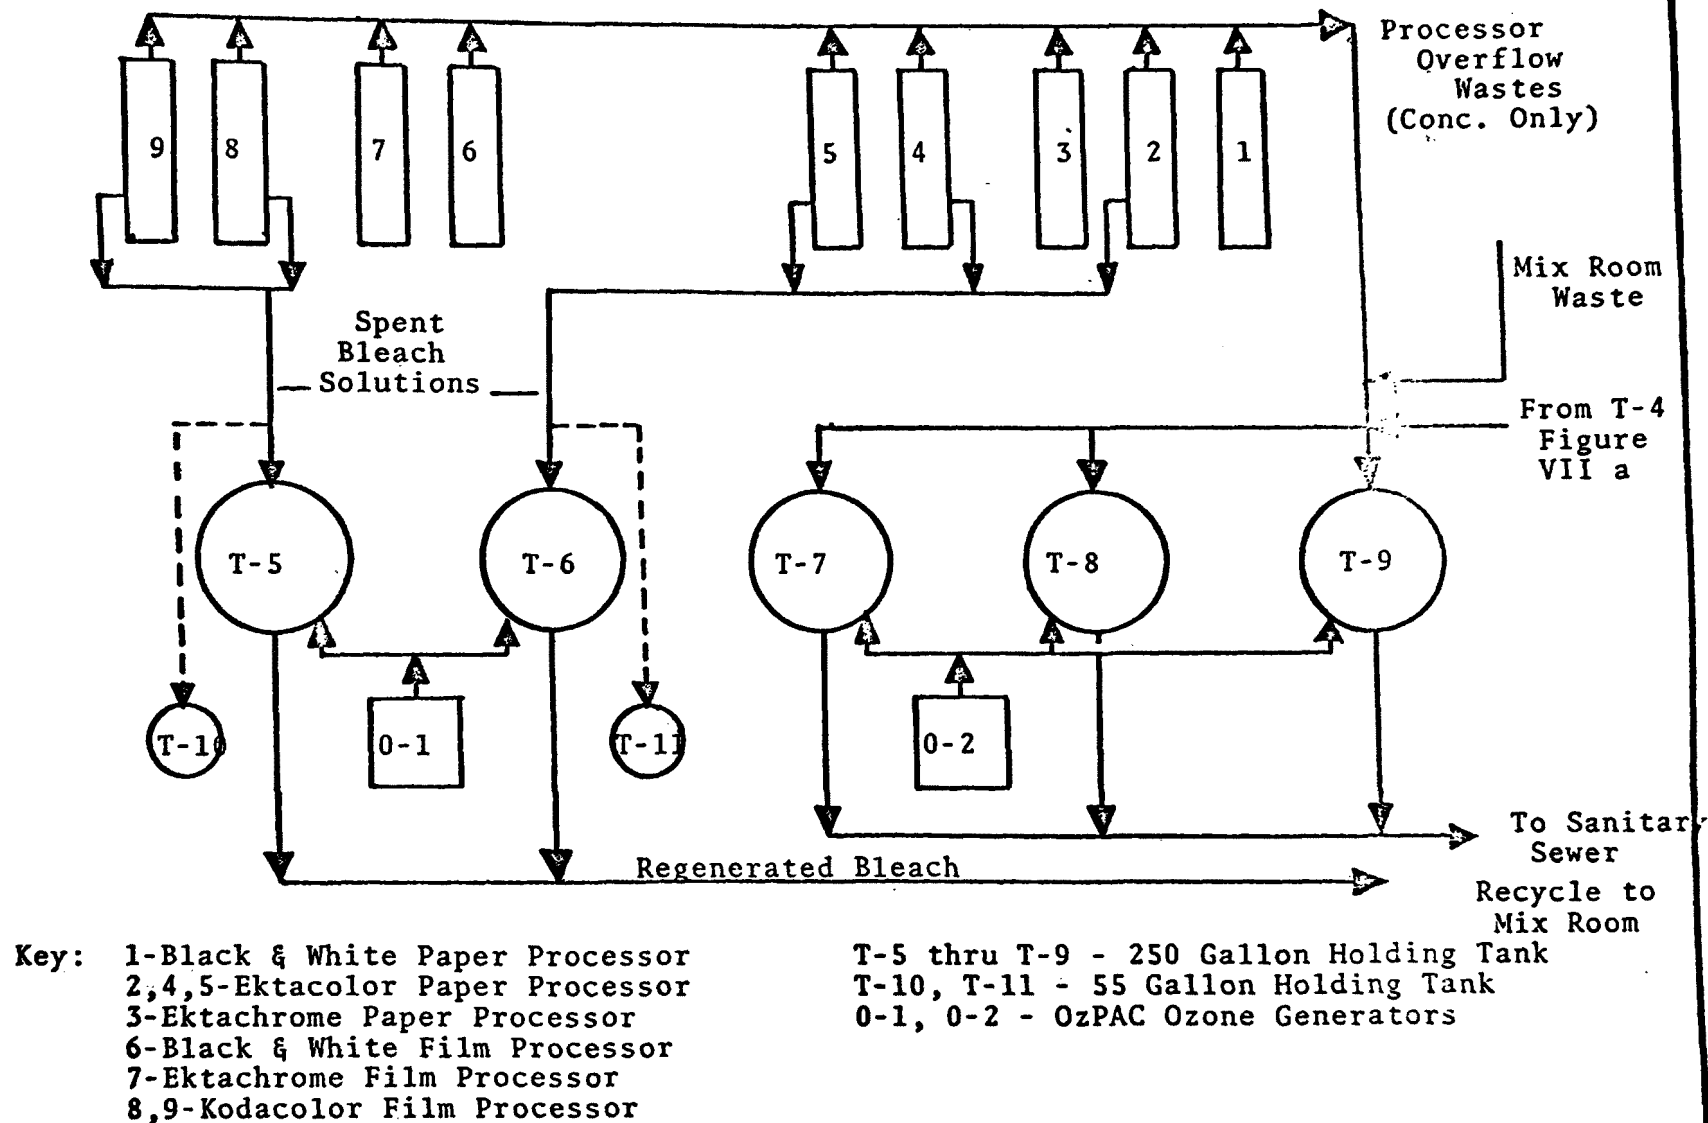 Processor
Overflow
Wastes
(Conc. Only)
9
8
7
6
5
4
3
2
1
Mix Room
Waste
Spent
Bleach
Solutions
From T-4
Figure
VII a
T-5
T-6
T-7
T-8
T-9
T-10
O-1
T-11
O-2
To Sanitary
Sewer
Regenerated Bleach
Recycle to
Mix Room
Key: 1-Black & White Paper Processor
2,4,5-Ektacolor Paper Processor
3-Ektachrome Paper Processor
6-Black & White Film Processor
7-Ektachrome Film Processor
8,9-Kodacolor Film Processor
T-5 thru T-9 - 250 Gallon Holding Tank
T-10, T-11 - 55 Gallon Holding Tank
O-1, O-2 - OzPAC Ozone Generators